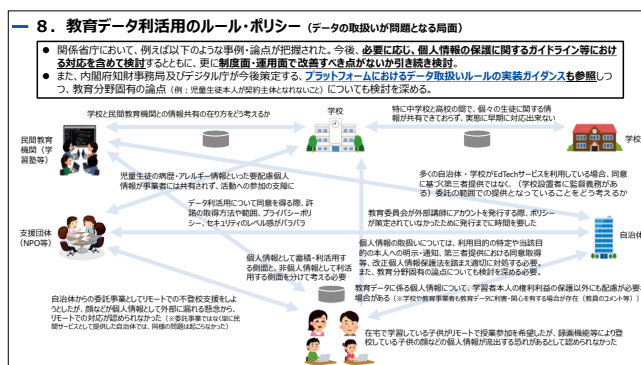 ８．教育データ利活用のルール・ポリシー（データの取扱いが問題となる局面）
● 関係省庁において、例えば以下のような事例・論点が把握された。今後、必要に応じ、個人情報の保護に関するガイドライン等におけ
る対応を含めて検討するとともに、更に制度面・運用面で改善すべき点がないか引き続き検討。
● また、内閣府知財事務局及びデジタル庁が今後策定する、プラットフォームにおけるデータ取扱いルールの実装ガイダンスも参照しつ
つ、教育分野固有の論点（例：児童生徒本人が契約主体となれないこと）についても検討を深める。
学校と民間教育機関との情報共有の在り方をどう考えるか
学校
特に中学校と高校の間で、個々の生徒に関する情
報が共有できておらず、実態に早期に対応出来ない
民間教育
機関（学
習塾等）
学校
児童生徒の病歴・アレルギー情報といった要配慮個人
情報が事業者には共有されず、活動への参加の支障に
多くの自治体・学校がEdTechサービスを利用している場合、同意
に基づく第三者提供ではなく、（学校設置者に監督義務があ
る）委託の範囲での提供となっていることをどう考えるか
データ利活用について同意を得る際、許
諾の取得方法や範囲、プライバシーポリ
シー、セキュリティのレベル感がバラバラ
教育委員会が外部講師にアカウントを発行する際、ポリシーが
策定されていなかったために発行までに時間を要した
支援団体
（NPO等）
自治体
個人情報の取扱いについては、利用目的の特定や当該目
的の本人への明示・通知、第三者提供における同意取得
等、改正個人情報保護法を踏まえ適切に対応する必要。
また、教育分野固有の論点についても検討を深める必要。
個人情報として蓄積・利活用す
る側面と、非個人情報として利活
用する側面を分けて考える必要
教育データに係る個人情報について、学習者本人の権利利益の保護以外にも配慮が必要な
場合がある（※学校や教育事業者も教育データに利害・関心を有する場合が存在（教員のコメント等））
自治体からの委託事業としてリモートでの不登校支援をしよ
うとしたが、顔などが個人情報として外部に漏れる懸念から、
リモートでの対応が認められなかった（※委託事業ではなく単に民
間サービスとして提供した自治体では、同様の問題は起こらなかった）
在宅で学習している子供がリモートで授業参加を希望したが、録画機能等により登
校している子供の顔などの個人情報が流出する恐れがあるとして認められなかった